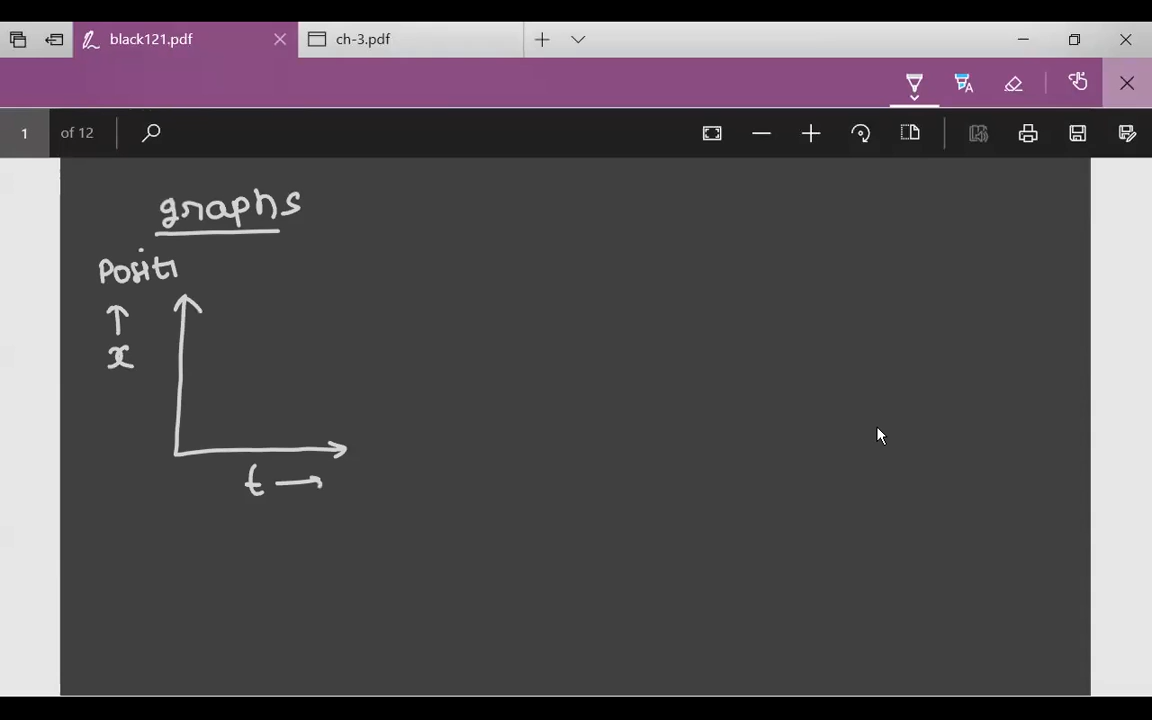 black121.pdf
ch-3.pdf
1 of 12
graphs
Positi
x
t